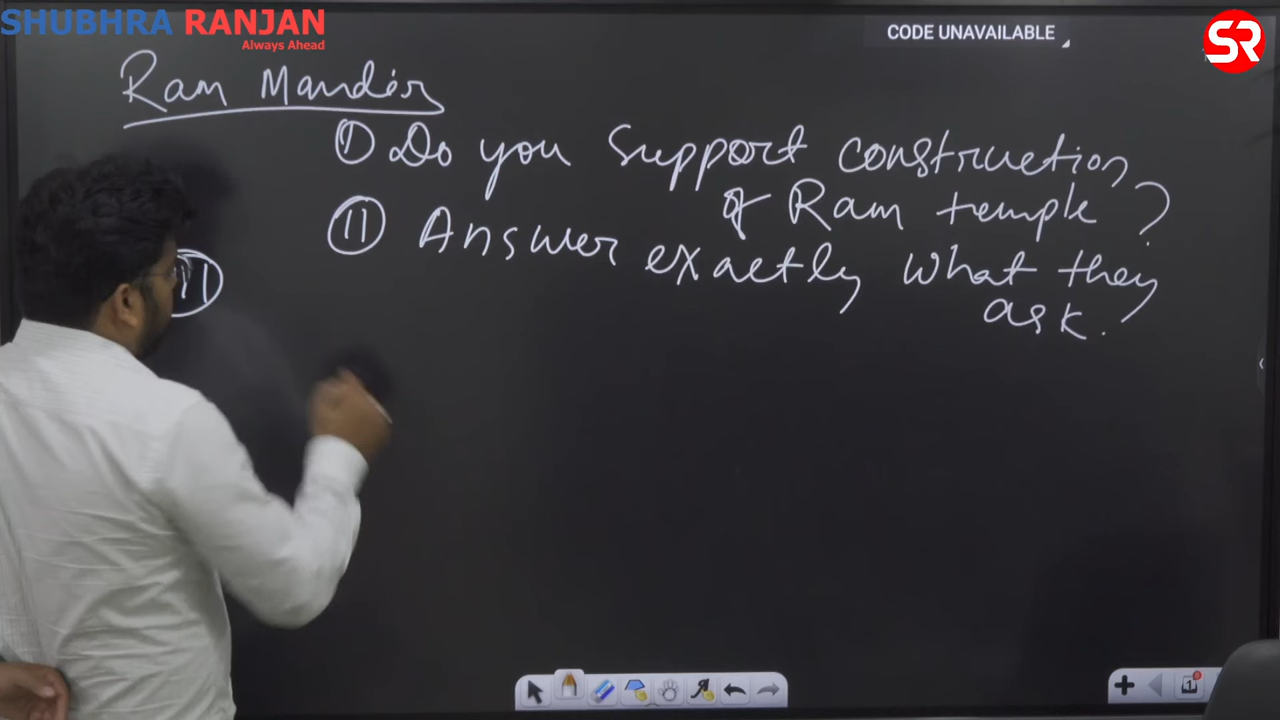 SHUBHRA RANJAN
Always Ahead
CODE UNAVAILABLE
SR
Ram Mandir
① Do you support construction
of Ram temple?
⑪ Answer exactly what they
ask.
1